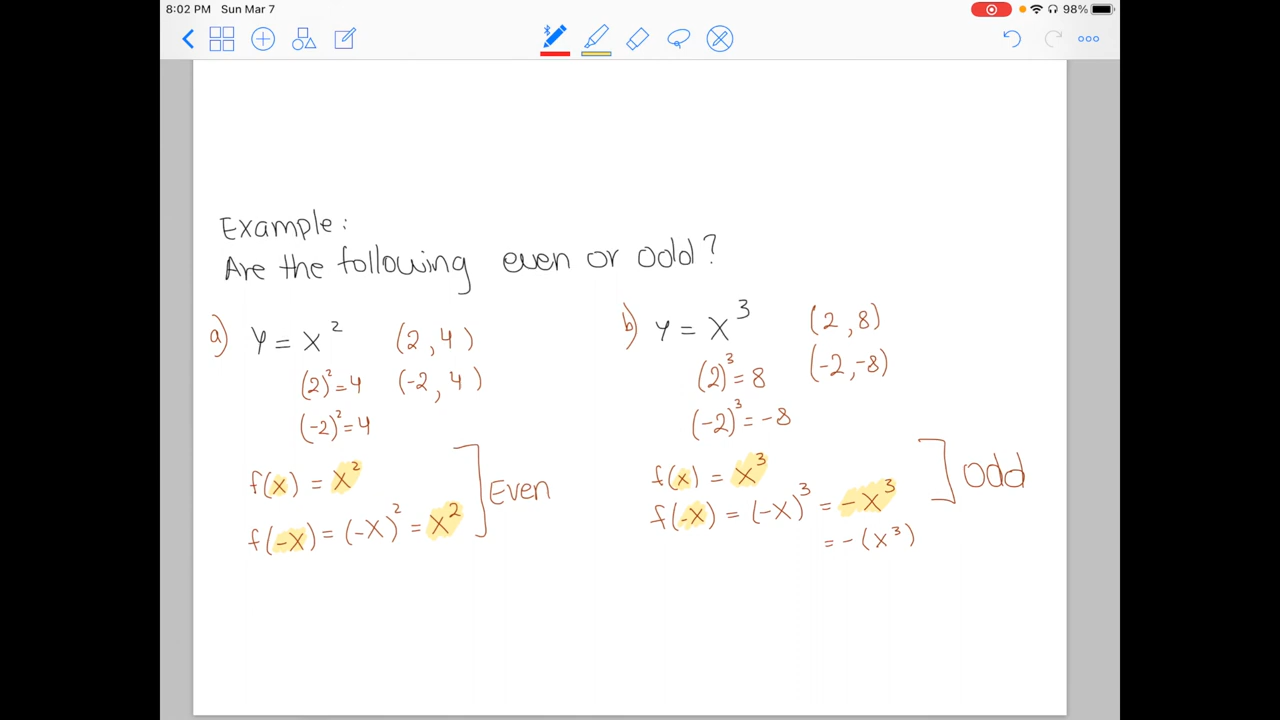 8:02 PM Sun Mar 7 98%
Example:
Are the following even or odd?
a) y = x² (2, 4)
(2)² = 4 (-2, 4)
(-2)² = 4
f(x) = x²
f(-x) = (-x)² = x²
Even
b) y = x³ (2, 8)
(2)³ = 8 (-2, -8)
(-2)³ = -8
f(x) = x³
f(-x) = (-x)³ = -x³
= -(x³)
Odd